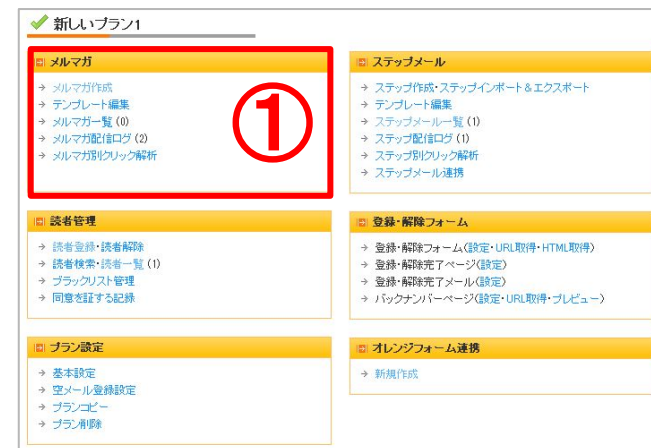 新しいプラン1
メルマガ
メルマガ作成
テンプレート編集
メルマガ一覧 (0)
メルマガ配信ログ (2)
メルマガ別クリック解析
①
ステップメール
ステップ作成・ステップインポート＆エクスポート
テンプレート編集
ステップメール一覧 (1)
ステップ配信ログ (1)
ステップ別クリック解析
ステップメール連携
読者管理
読者登録・読者解除
読者検索・読者一覧 (1)
ブラックリスト管理
同意を証する記録
登録・解除フォーム
登録・解除フォーム(設定・URL取得・HTML取得)
登録・解除完了ページ(設定)
登録・解除完了メール(設定)
バックナンバーページ(設定・URL取得・プレビュー)
プラン設定
基本設定
空メール登録設定
プランコピー
プラン削除
オレンジフォーム連携
新規作成